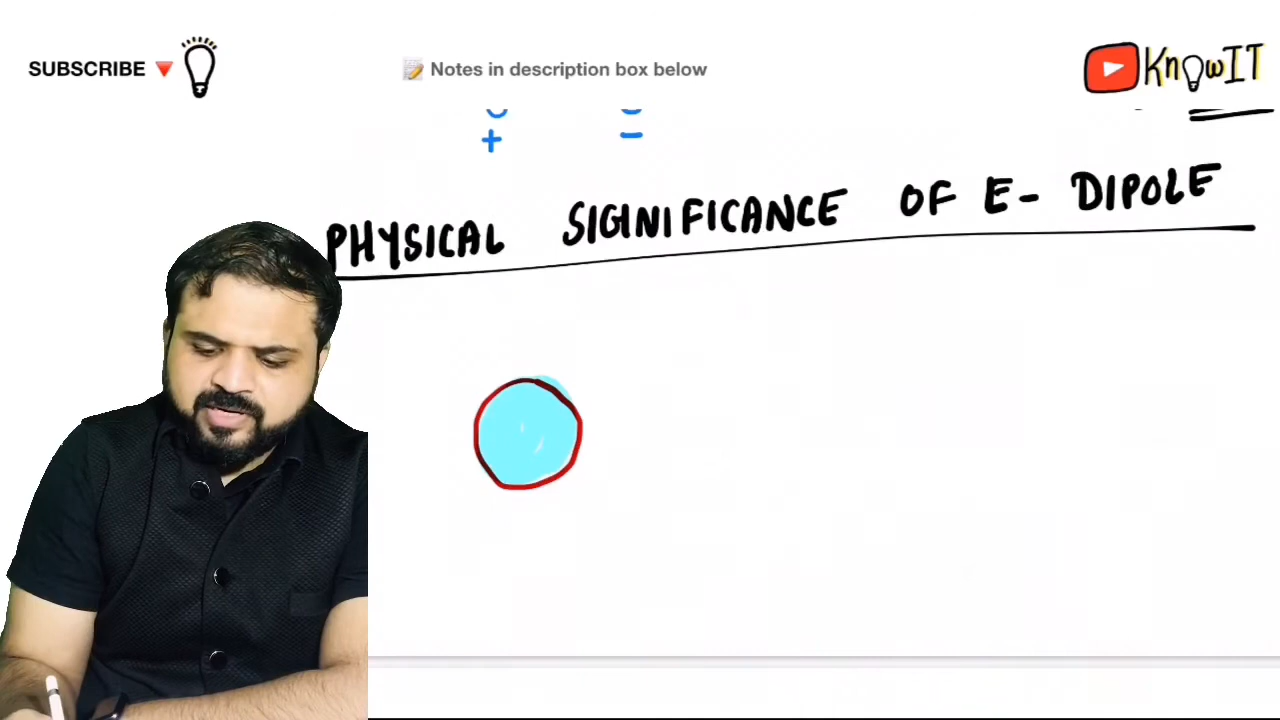 SUBSCRIBE
Notes in description box below
KnowIT
+ −
PHYSICAL SIGNIFICANCE OF E- DIPOLE